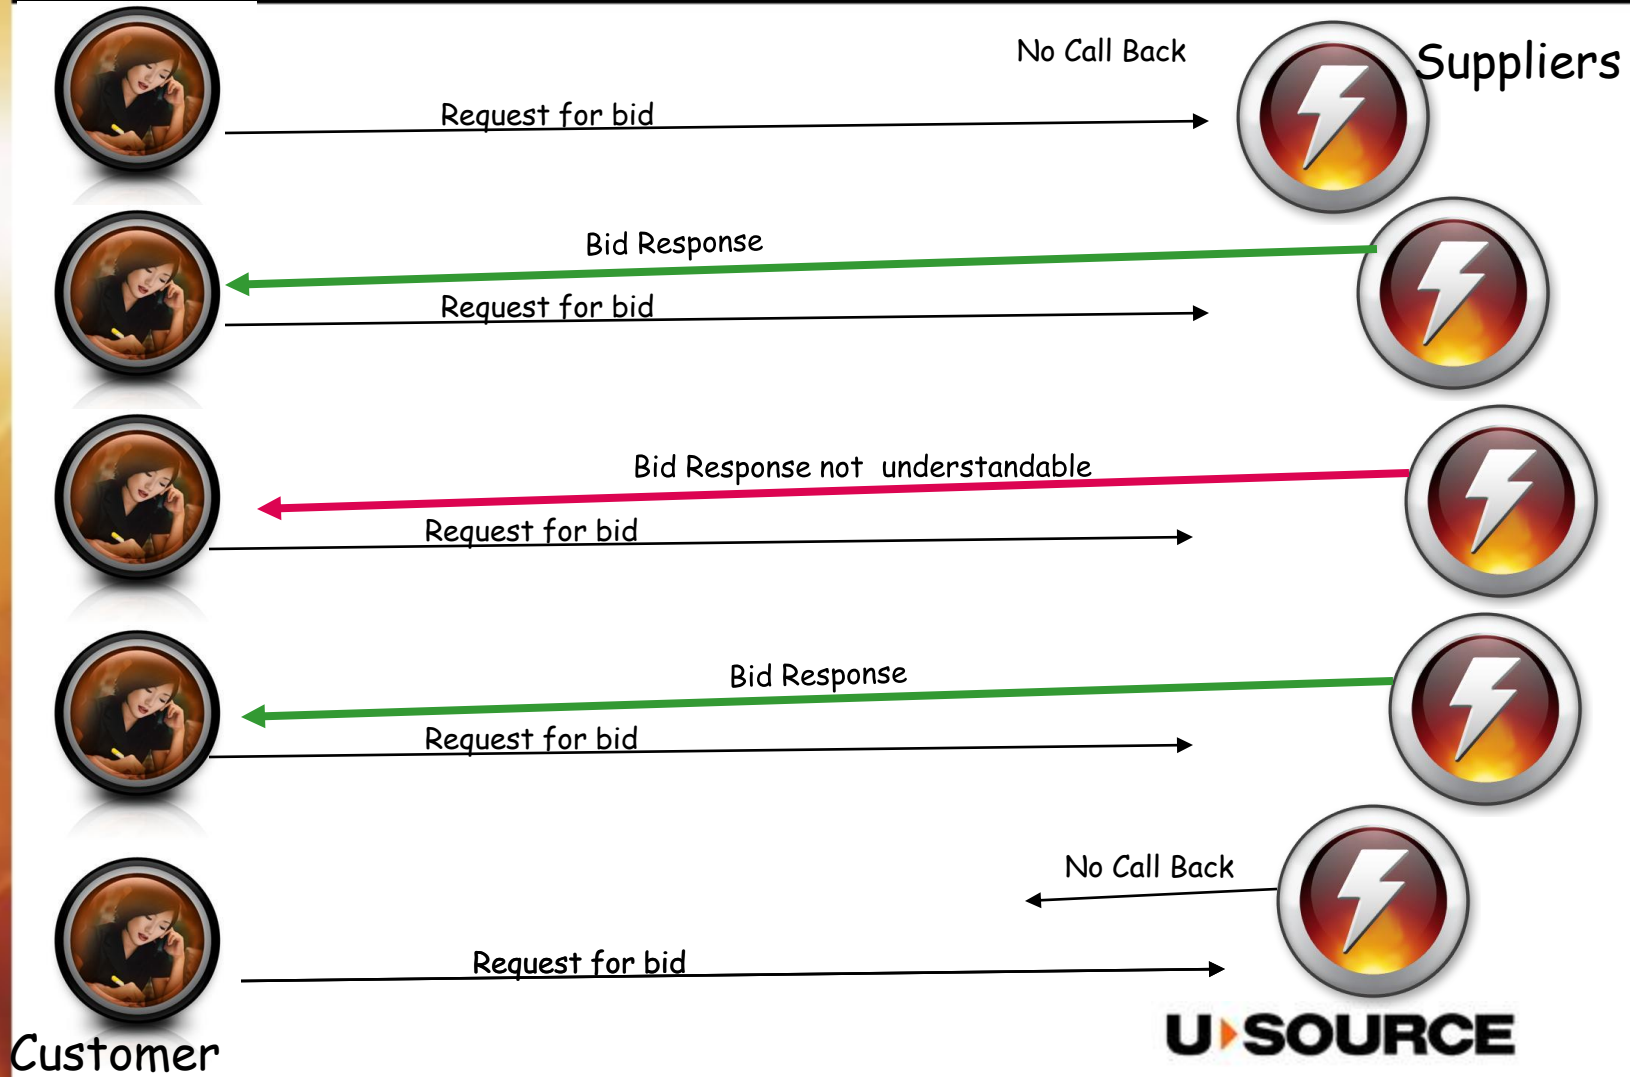 No Call Back
Suppliers
Request for bid
Bid Response
Request for bid
Bid Response not  understandable
Request for bid
Bid Response
Request for bid
No Call Back
Request for bid
U SOURCE
Customer